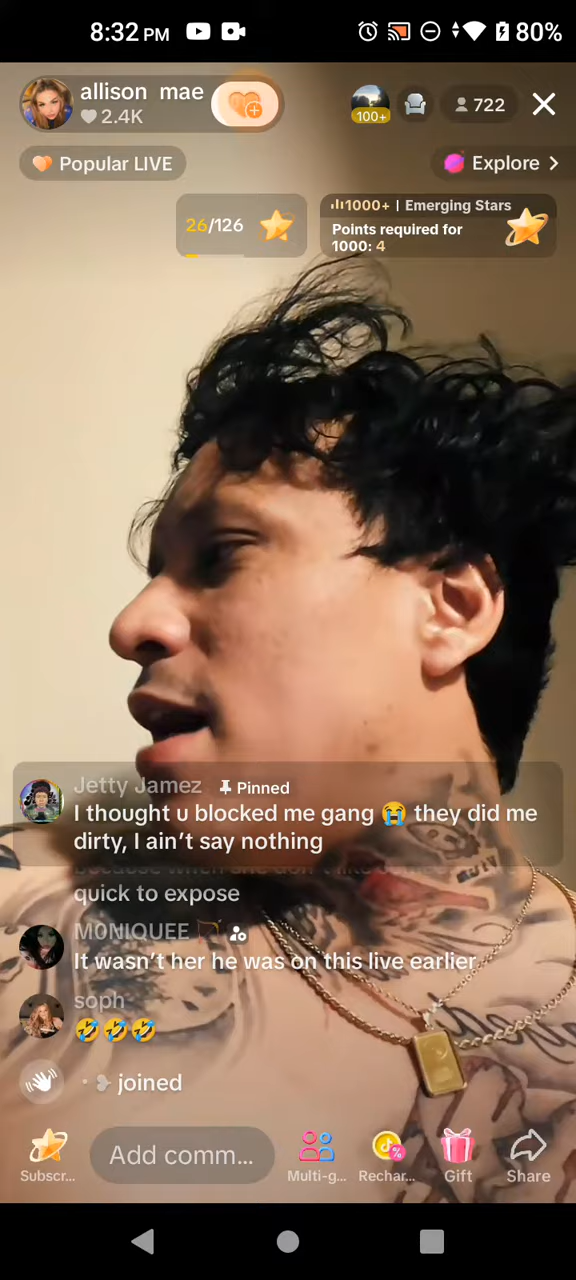 8:32 PM
80%
allison mae
2.4K
100+
722
Popular LIVE
Explore >
26/126
1000+ | Emerging Stars
Points required for
1000: 4
Jetty Jamez Pinned
I thought u blocked me gang 😭 they did me
dirty, I ain't say nothing
quick to expose
M0NIQUEE
It wasn't her he was on this live earlier
soph
🤣🤣🤣
joined
Add comm...
Subscr...
Multi-g...
Rechar...
Gift
Share